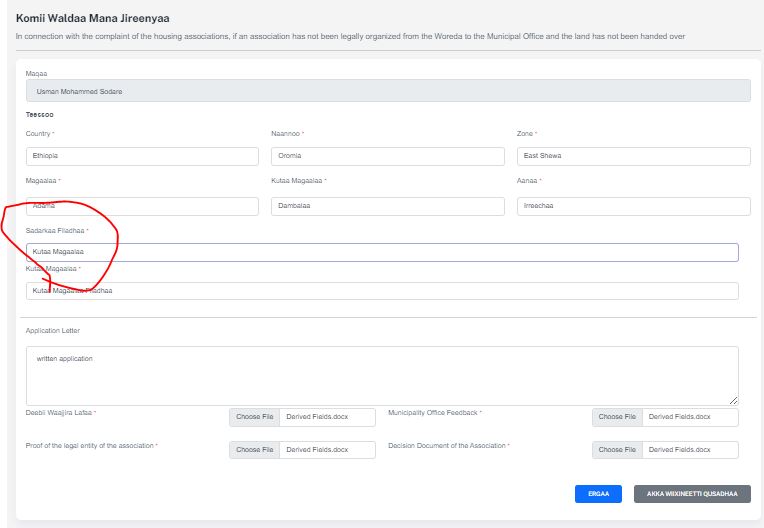 Komii Waldaa Mana Jireenyaa
In connection with the complaint of the housing associations, if an association has not been legally organized from the Woreda to the Municipal Office and the land has not been handed over
Maqaa
Usman Mohammed Sodare
Teessoo
Country * Naannoo * Zone *
Ethiopia Oromia East Shewa
Magaalaa * Kutaa Magaalaa * Aanaa *
Adama Dambalaa Irreechaa
Sadarkaa Filadhaa *
Kutaa Magaalaa
Kutaa Magaalaa *
Kutaa Magaalaa Filadhaa
Application Letter
written application
Deebii Waajjira Lafaa * Choose File Derived Fields.docx Municipality Office Feedback * Choose File Derived Fields.docx
Proof of the legal entity of the association * Choose File Derived Fields.docx Decision Document of the Association * Choose File Derived Fields.docx
ERGAA AKKA WIIXINEETTI QUSADHAA